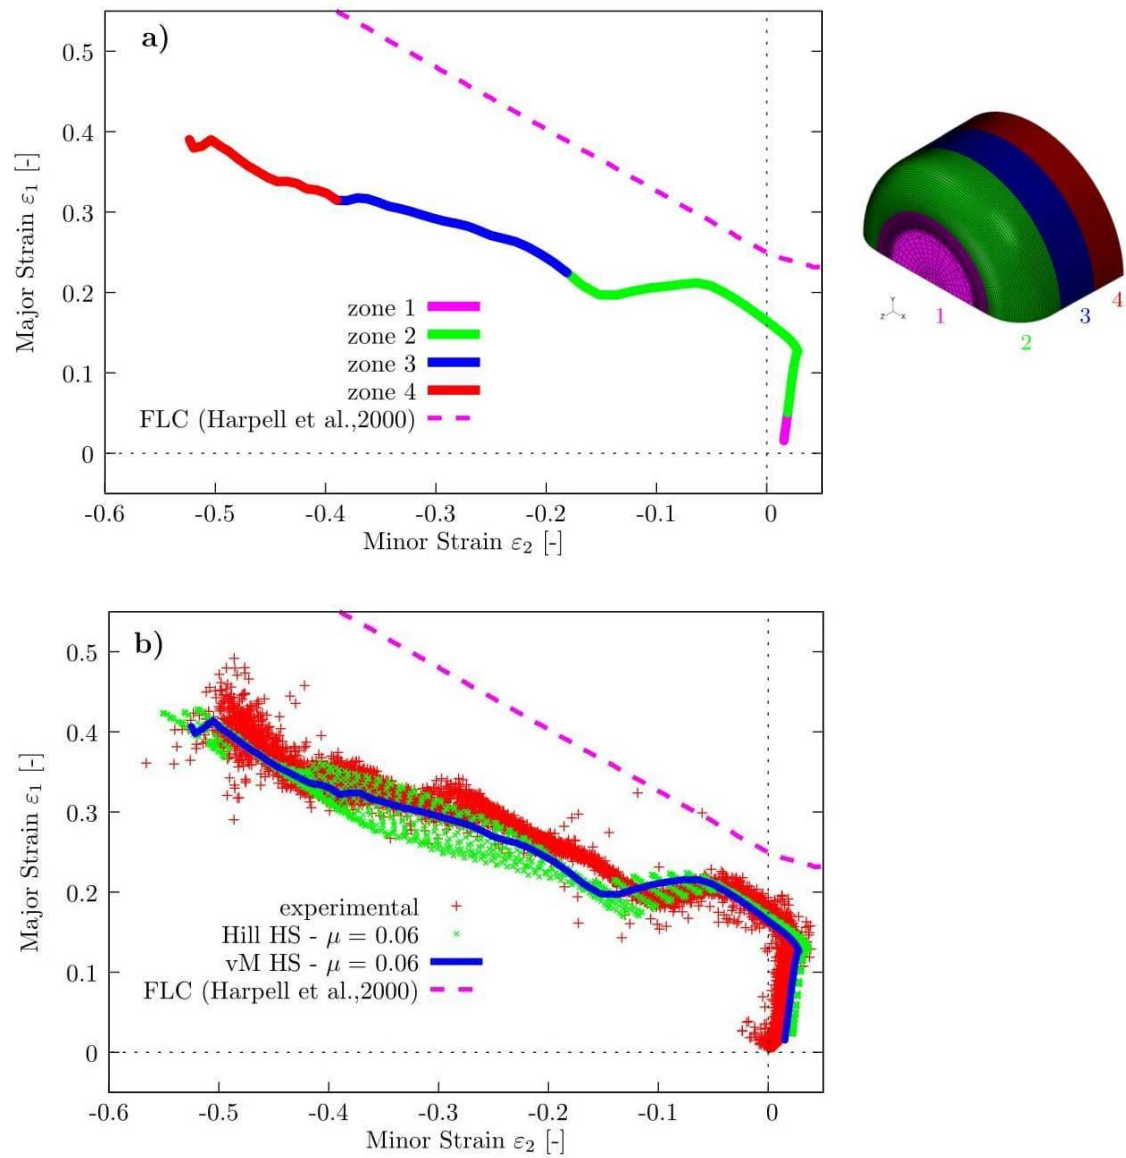 a)
0.5
0.4
0.3
0.2
0.1
0
Major Strain ε₁ [-]
zone 1
zone 2
zone 3
zone 4
FLC (Harpell et al.,2000)
-0.6 -0.5 -0.4 -0.3 -0.2 -0.1 0
Minor Strain ε₂ [-]
Y
Z X
1
2
3
4
b)
0.5
0.4
0.3
0.2
0.1
0
Major Strain ε₁ [-]
experimental
Hill HS - μ = 0.06
vM HS - μ = 0.06
FLC (Harpell et al.,2000)
-0.6 -0.5 -0.4 -0.3 -0.2 -0.1 0
Minor Strain ε₂ [-]